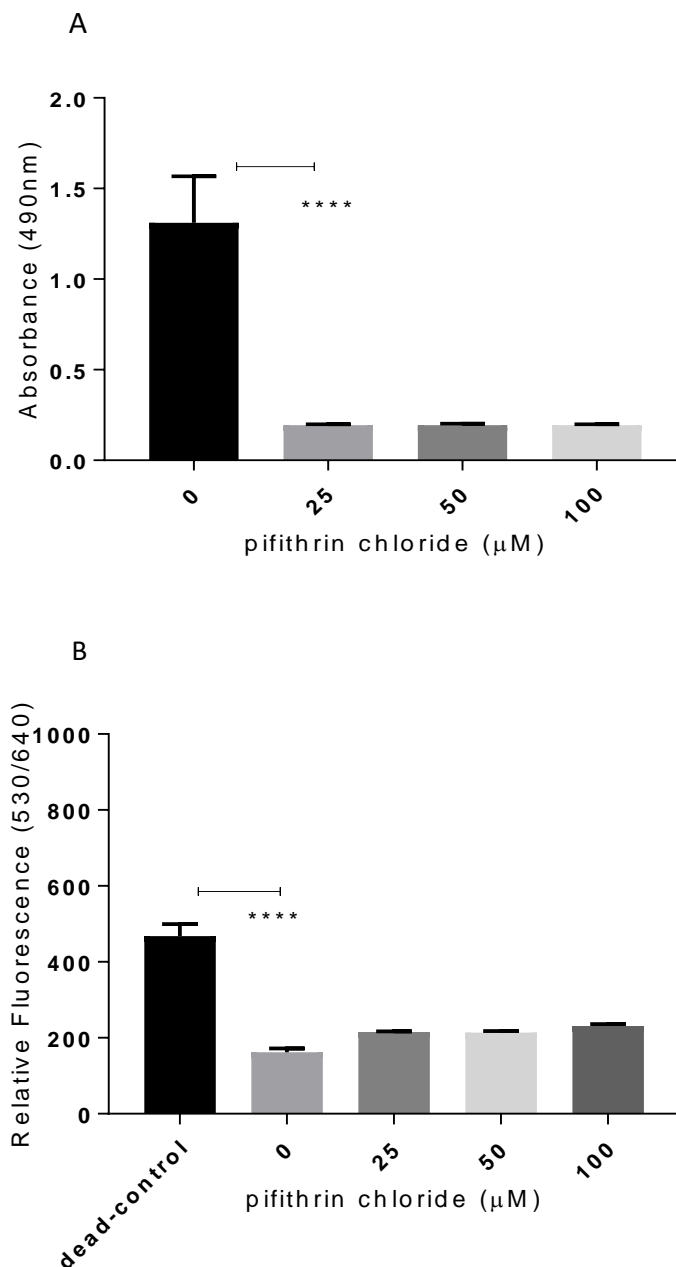 A
Absorbance (490nm)
2.0
1.5
1.0
0.5
0.0
****
0 25 50 100
pifithrin chloride (μM)
B
Relative Fluorescence (530/640)
1000
800
600
400
200
0
****
dead-control 0 25 50 100
pifithrin chloride (μM)